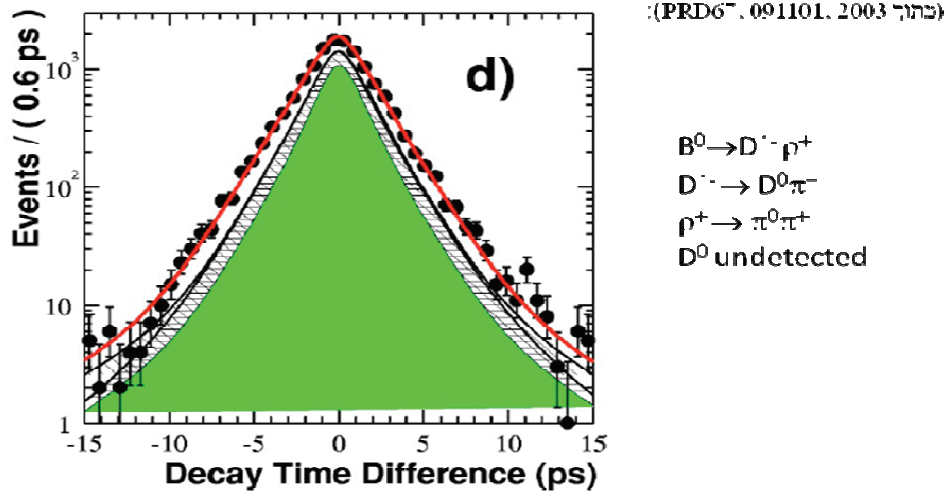 (מתוך PRD67, 091101, 2003):
d)
Events / ( 0.6 ps )
10³
10²
10
1
-15 -10 -5 0 5 10 15
Decay Time Difference (ps)
B⁰→D*⁻ρ⁺
D*⁻→ D⁰π⁻
ρ⁺→ π⁰π⁺
D⁰ undetected